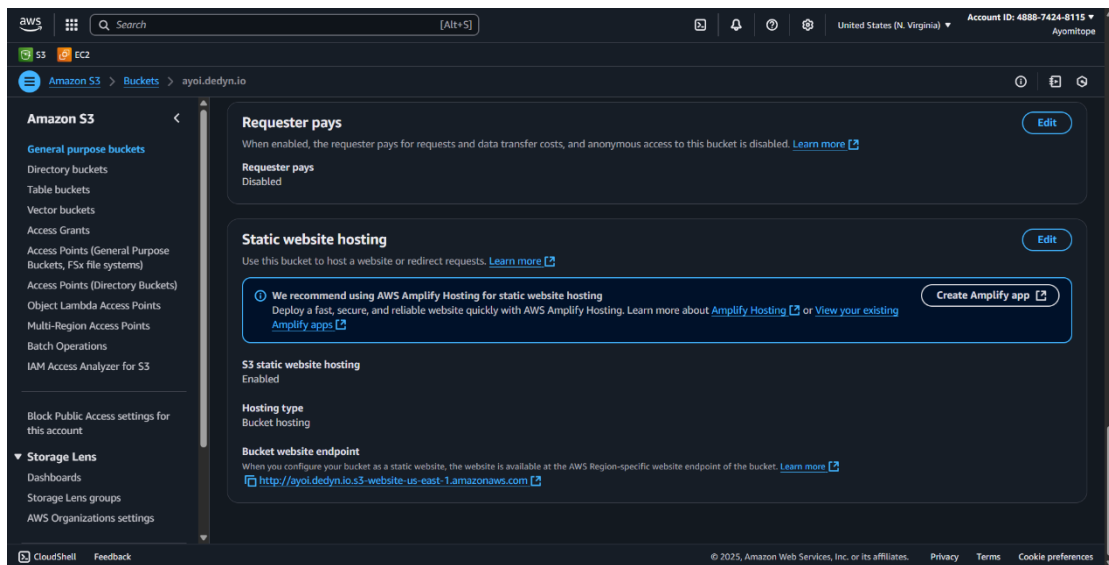 aws
Search
[Alt+S]
United States (N. Virginia) ▼
Account ID: 4888-7424-8115 ▼
Ayomitope
S3
EC2
Amazon S3 > Buckets > ayoi.dedyn.io
Amazon S3
General purpose buckets
Directory buckets
Table buckets
Vector buckets
Access Grants
Access Points (General Purpose
Buckets, FSx file systems)
Access Points (Directory Buckets)
Object Lambda Access Points
Multi-Region Access Points
Batch Operations
IAM Access Analyzer for S3
Block Public Access settings for
this account
▼ Storage Lens
Dashboards
Storage Lens groups
AWS Organizations settings
Requester pays
Edit
When enabled, the requester pays for requests and data transfer costs, and anonymous access to this bucket is disabled. Learn more
Requester pays
Disabled
Static website hosting
Edit
Use this bucket to host a website or redirect requests. Learn more
We recommend using AWS Amplify Hosting for static website hosting
Deploy a fast, secure, and reliable website quickly with AWS Amplify Hosting. Learn more about Amplify Hosting or View your existing
Amplify apps
Create Amplify app
S3 static website hosting
Enabled
Hosting type
Bucket hosting
Bucket website endpoint
When you configure your bucket as a static website, the website is available at the AWS Region-specific website endpoint of the bucket. Learn more
http://ayoi.dedyn.io.s3-website-us-east-1.amazonaws.com
CloudShell
Feedback
© 2025, Amazon Web Services, Inc. or its affiliates.
Privacy
Terms
Cookie preferences